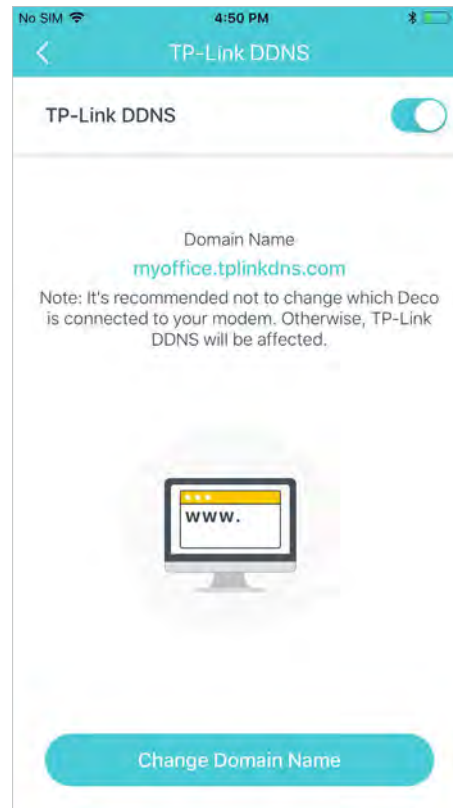 No SIM 4:50 PM
TP-Link DDNS
TP-Link DDNS
Domain Name
myoffice.tplinkdns.com
Note: It's recommended not to change which Deco
is connected to your modem. Otherwise, TP-Link
DDNS will be affected.
www.
Change Domain Name